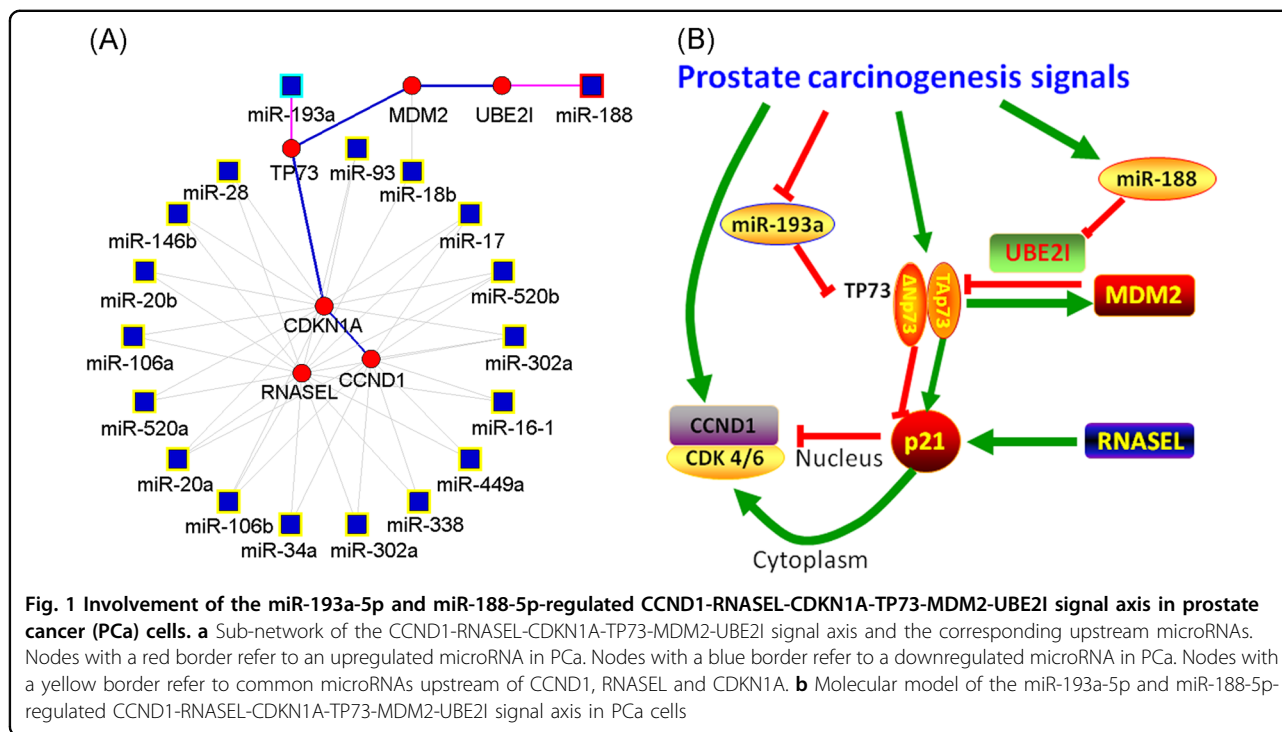 (A)
miR-193a
MDM2
UBE2I
miR-188
TP73
miR-93
miR-28
miR-18b
miR-146b
miR-17
miR-20b
miR-520b
CDKN1A
miR-106a
miR-302a
RNASEL
CCND1
miR-520a
miR-16-1
miR-20a
miR-449a
miR-106b
miR-338
miR-34a
miR-302a
(B)
Prostate carcinogenesis signals
miR-188
miR-193a
UBE2I
TP73
ΔNp73
TAp73
MDM2
CCND1
CDK 4/6
Nucleus
p21
RNASEL
Cytoplasm
Fig. 1 Involvement of the miR-193a-5p and miR-188-5p-regulated CCND1-RNASEL-CDKN1A-TP73-MDM2-UBE2I signal axis in prostate
cancer (PCa) cells. a Sub-network of the CCND1-RNASEL-CDKN1A-TP73-MDM2-UBE2I signal axis and the corresponding upstream microRNAs.
Nodes with a red border refer to an upregulated microRNA in PCa. Nodes with a blue border refer to a downregulated microRNA in PCa. Nodes with
a yellow border refer to common microRNAs upstream of CCND1, RNASEL and CDKN1A. b Molecular model of the miR-193a-5p and miR-188-5p-
regulated CCND1-RNASEL-CDKN1A-TP73-MDM2-UBE2I signal axis in PCa cells